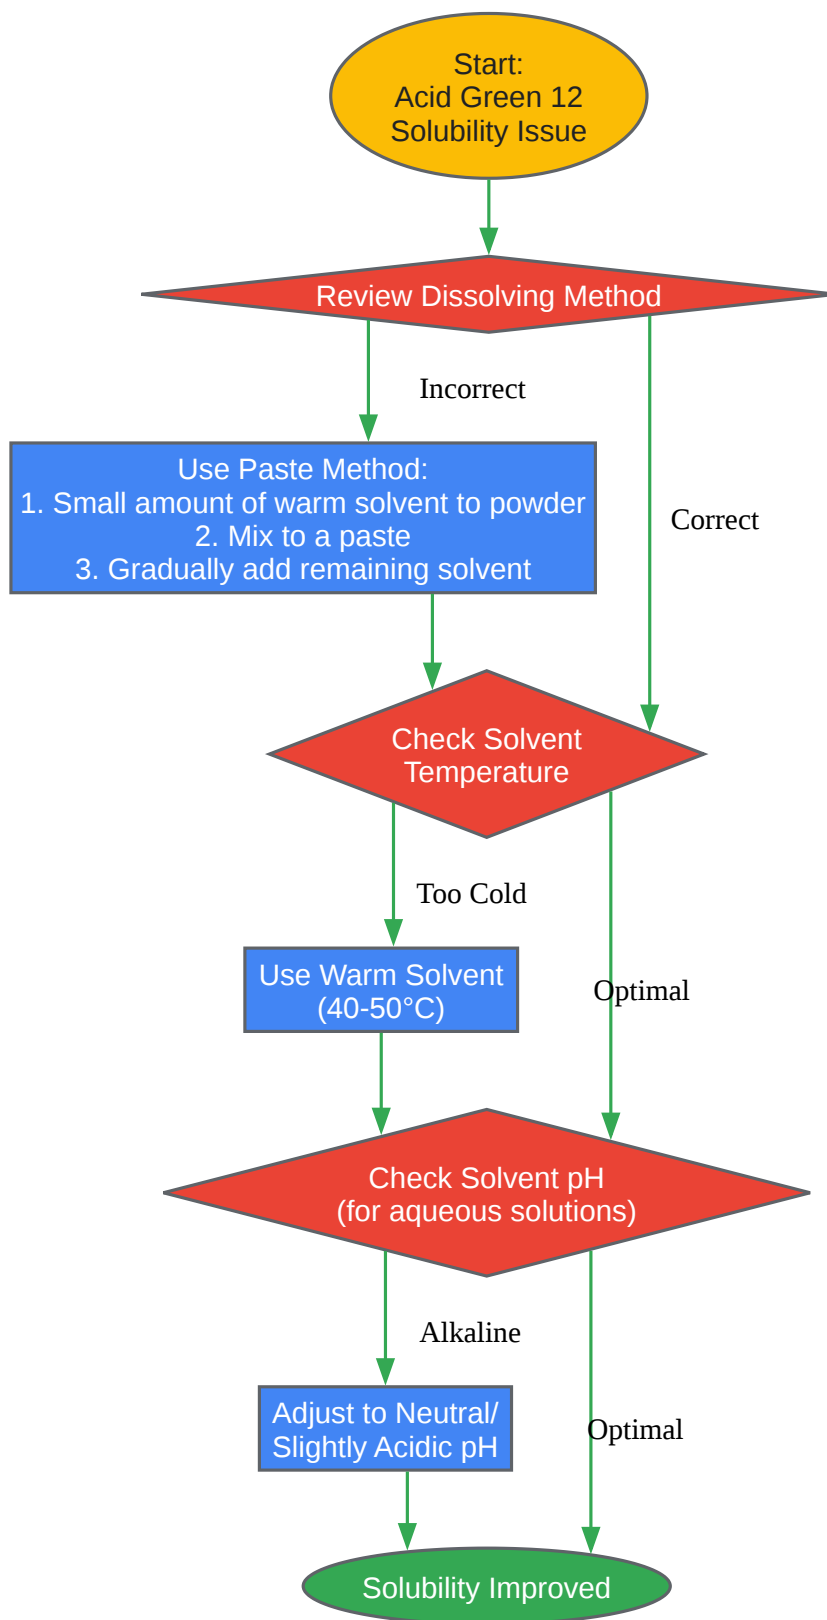 Start:
Acid Green 12
Solubility Issue
Review Dissolving Method
Incorrect
Use Paste Method:
1. Small amount of warm solvent to powder
2. Mix to a paste
3. Gradually add remaining solvent
Correct
Check Solvent
Temperature
Too Cold
Use Warm Solvent
(40-50°C)
Optimal
Check Solvent pH
(for aqueous solutions)
Alkaline
Adjust to Neutral/
Slightly Acidic pH
Optimal
Solubility Improved